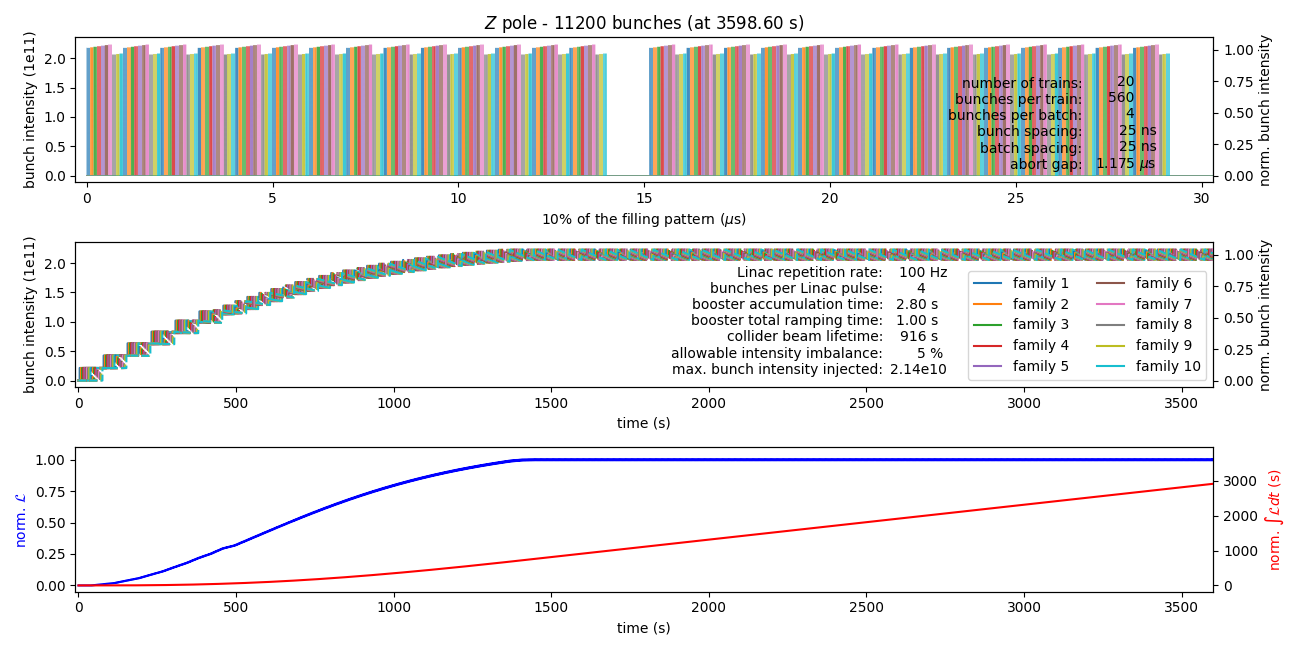 Z pole - 11200 bunches (at 3598.60 s)
bunch intensity (1e11)
2.0
1.5
1.0
0.5
0.0
1.00
0.75
0.50
0.25
0.00
norm. bunch intensity
number of trains: 20
bunches per train: 560
bunches per batch: 4
bunch spacing: 25 ns
batch spacing: 25 ns
abort gap: 1.175 μs
0 5 10 15 20 25 30
10% of the filling pattern (μs)
bunch intensity (1e11)
2.0
1.5
1.0
0.5
0.0
1.00
0.75
0.50
0.25
0.00
norm. bunch intensity
Linac repetition rate: 100 Hz
bunches per Linac pulse: 4
booster accumulation time: 2.80 s
booster total ramping time: 1.00 s
collider beam lifetime: 916 s
allowable intensity imbalance: 5 %
max. bunch intensity injected: 2.14e10
family 1
family 2
family 3
family 4
family 5
family 6
family 7
family 8
family 9
family 10
0 500 1000 1500 2000 2500 3000 3500
time (s)
norm. ℒ
1.00
0.75
0.50
0.25
0.00
3000
2000
1000
0
norm. ∫ℒdt (s)
0 500 1000 1500 2000 2500 3000 3500
time (s)